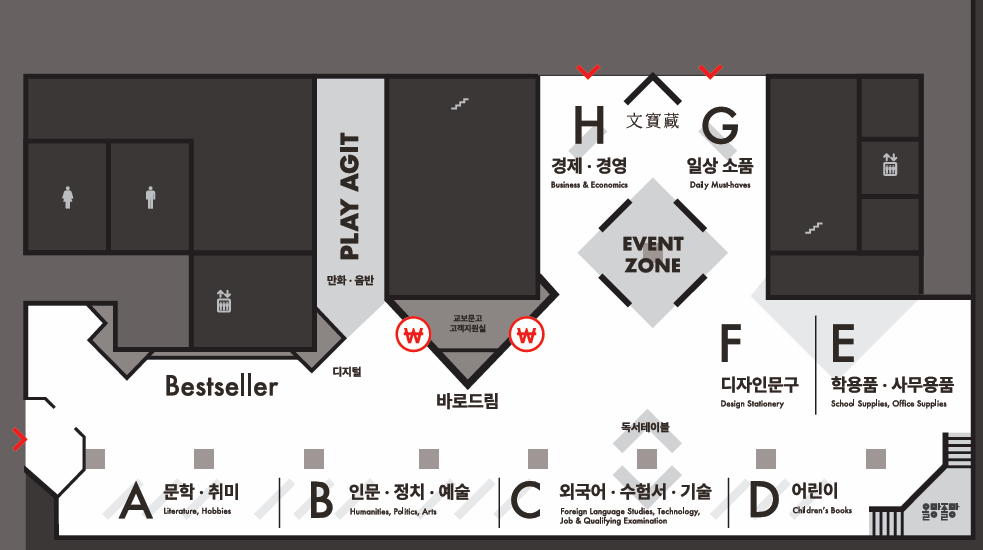 H
文寶藏
G
경제 · 경영
Business & Economics
일상 소품
Daily Must-haves
PLAY AGIT
만화 · 음반
EVENT
ZONE
교보문고
고객지원실
₩
₩
디지털
바로드림
Bestseller
F
디자인문구
Design Stationery
E
학용품 · 사무용품
School Supplies, Office Supplies
독서테이블
A
문학 · 취미
Literature, Hobbies
B
인문 · 정치 · 예술
Humanities, Politics, Arts
C
외국어 · 수험서 · 기술
Foreign Language Studies, Technology,
Job & Qualifying Examination
D
어린이
Children's Books
올망졸망